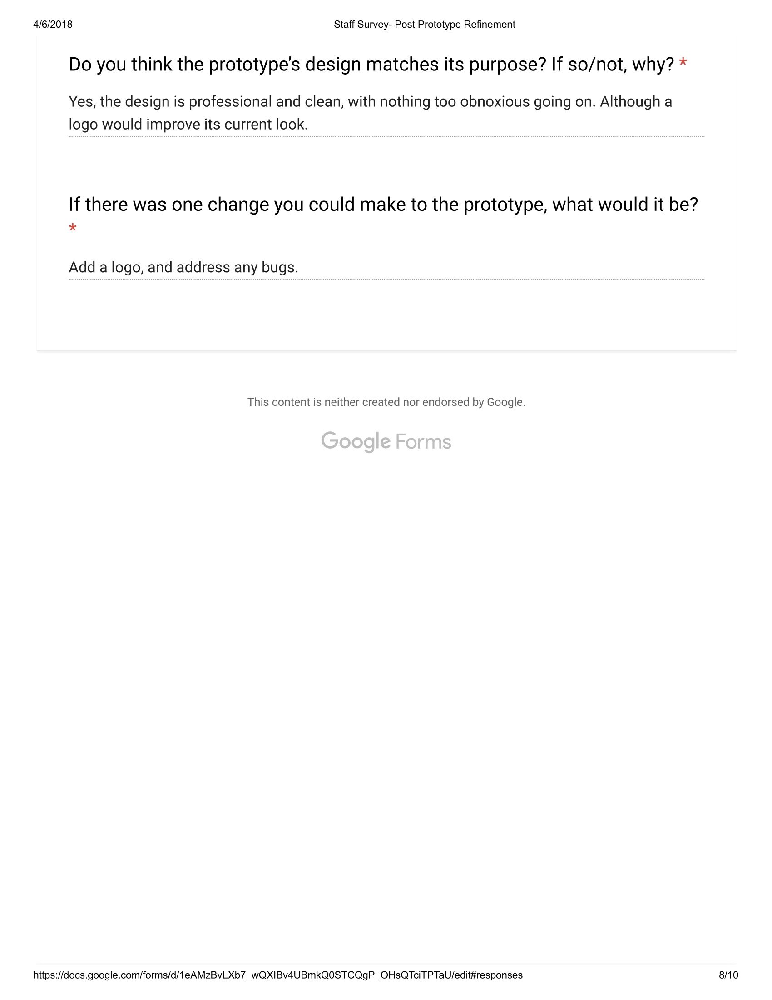 4/6/2018 Staff Survey- Post Prototype Refinement
Do you think the prototype’s design matches its purpose? If so/not, why? *
Yes, the design is professional and clean, with nothing too obnoxious going on. Although a
logo would improve its current look.
If there was one change you could make to the prototype, what would it be?
*
Add a logo, and address any bugs.
This content is neither created nor endorsed by Google.
Google Forms
https://docs.google.com/forms/d/1eAMzBvLXb7_wQXIBv4UBmkQ0STCQgP_OHsQTciTPTaU/edit#responses 8/10